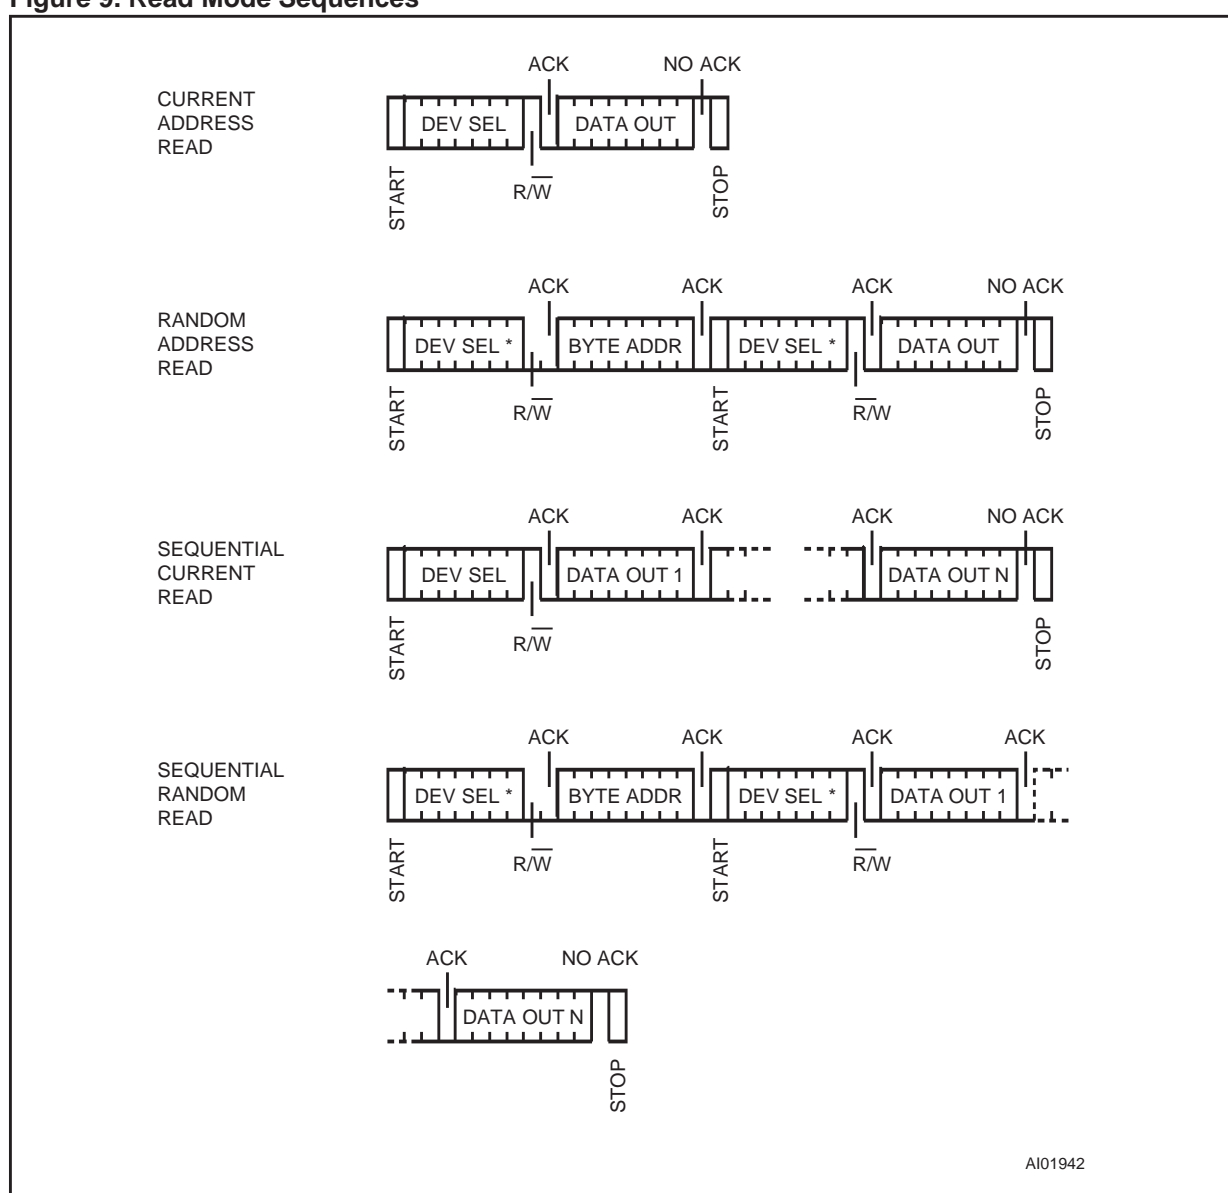 Figure 9. Read Mode Sequences
ACK NO ACK
CURRENT
ADDRESS
READ
DEV SEL DATA OUT
START R/W STOP
ACK ACK ACK NO ACK
RANDOM
ADDRESS
READ
DEV SEL * BYTE ADDR DEV SEL * DATA OUT
START R/W START R/W STOP
ACK ACK ACK NO ACK
SEQUENTIAL
CURRENT
READ
DEV SEL DATA OUT 1 DATA OUT N
START R/W STOP
ACK ACK ACK ACK
SEQUENTIAL
RANDOM
READ
DEV SEL * BYTE ADDR DEV SEL * DATA OUT 1
START R/W START R/W
ACK NO ACK
DATA OUT N
STOP
AI01942